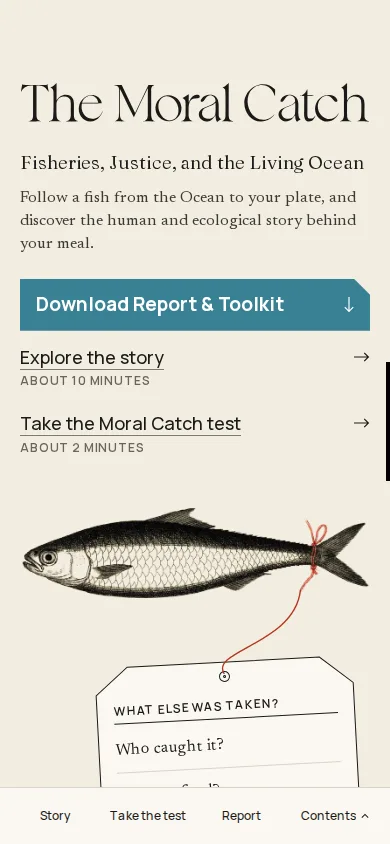 The Moral Catch
Fisheries, Justice, and the Living Ocean
Follow a fish from the Ocean to your plate, and
discover the human and ecological story behind
your meal.
Download Report & Toolkit ↓
Explore the story →
ABOUT 10 MINUTES
Take the Moral Catch test →
ABOUT 2 MINUTES
WHAT ELSE WAS TAKEN?
Who caught it?
Story Take the test Report Contents